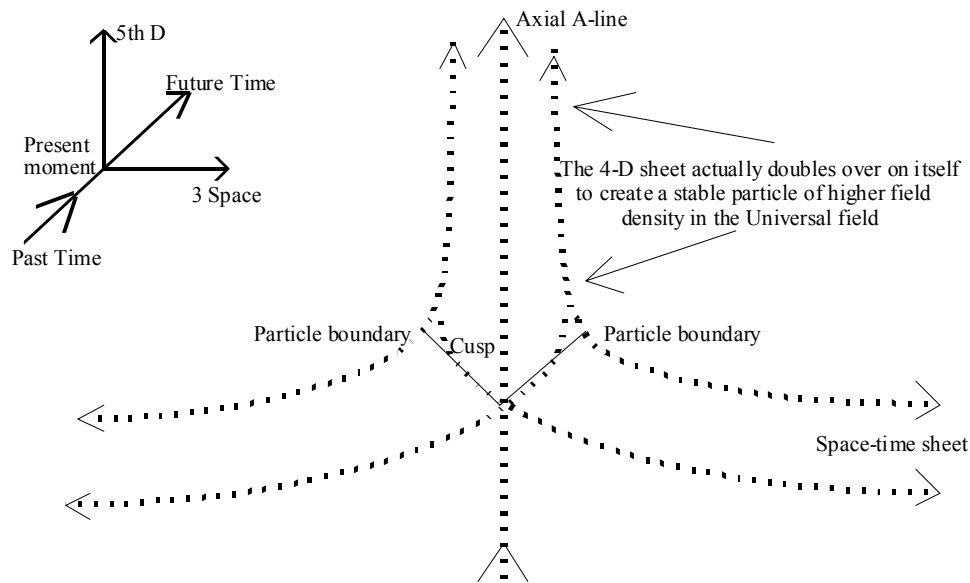 Axial A-line
5th D
Future Time
Present
moment
3 Space
Past Time
The 4-D sheet actually doubles over on itself
to create a stable particle of higher field
density in the Universal field
Particle boundary
Cusp
Particle boundary
Space-time sheet